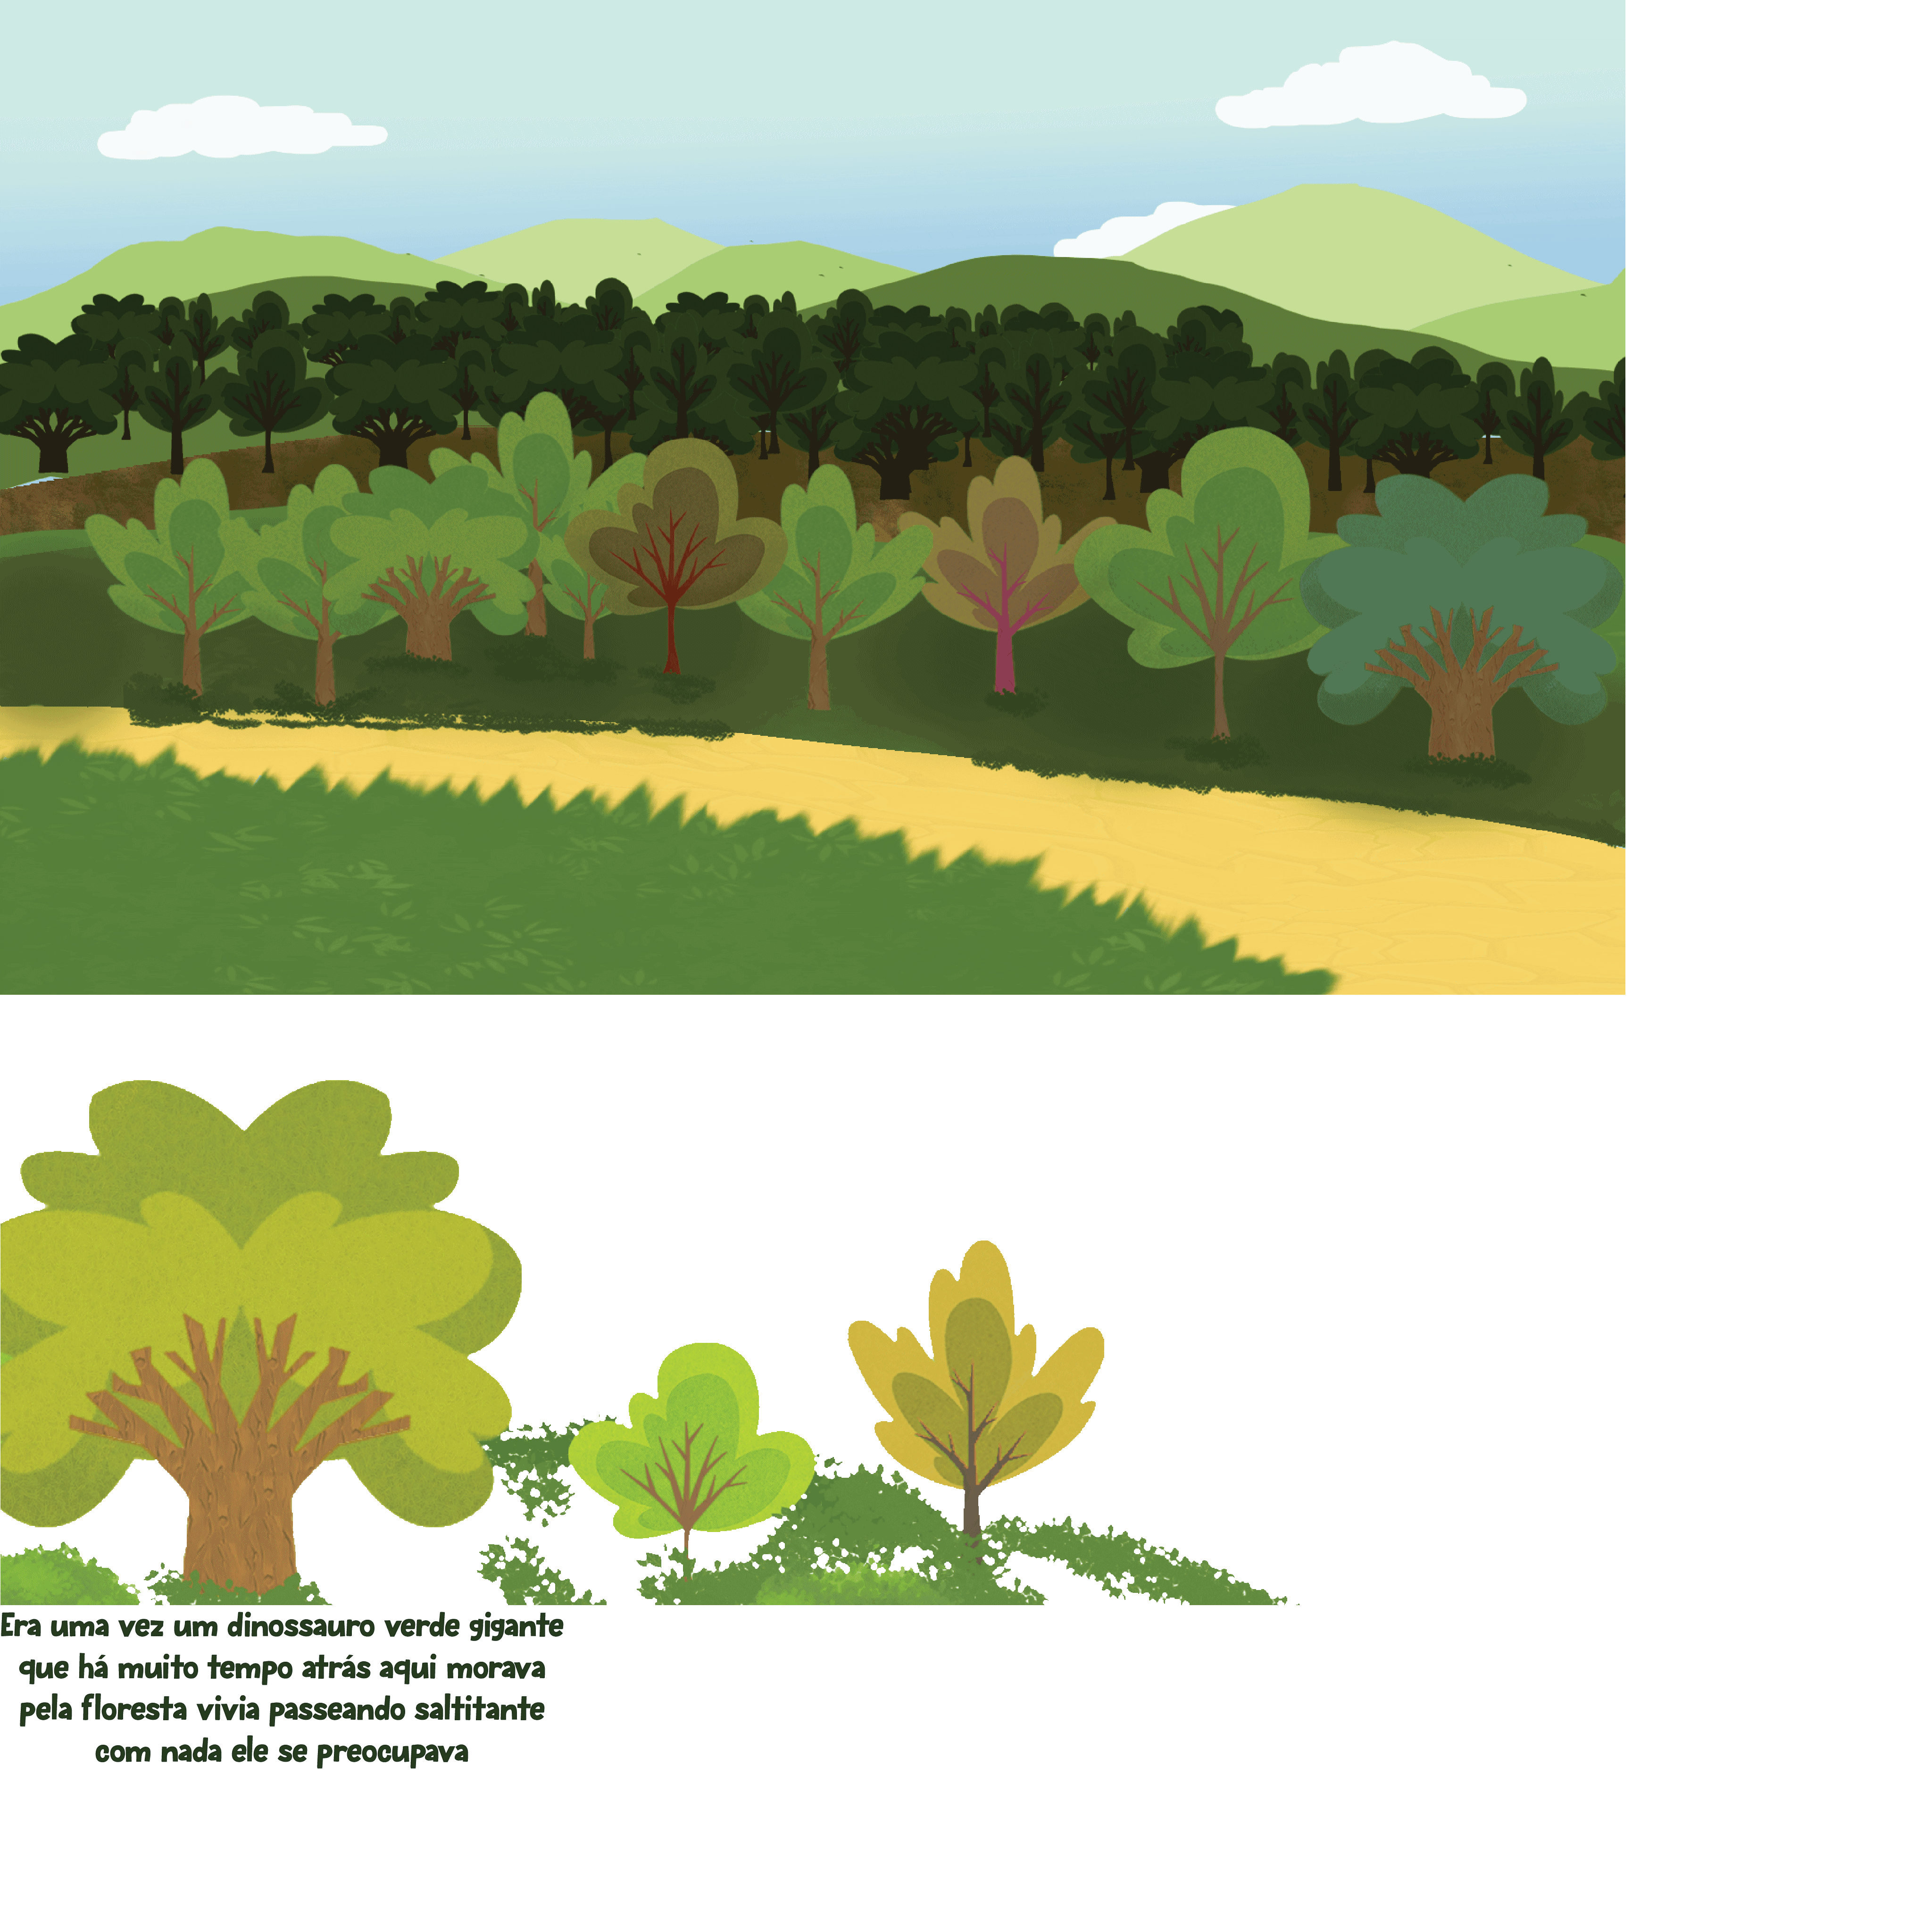 Era uma vez um dinossauro verde gigante
que há muito tempo atrás aqui morava
pela floresta vivia passeando saltitante
com nada ele se preocupava